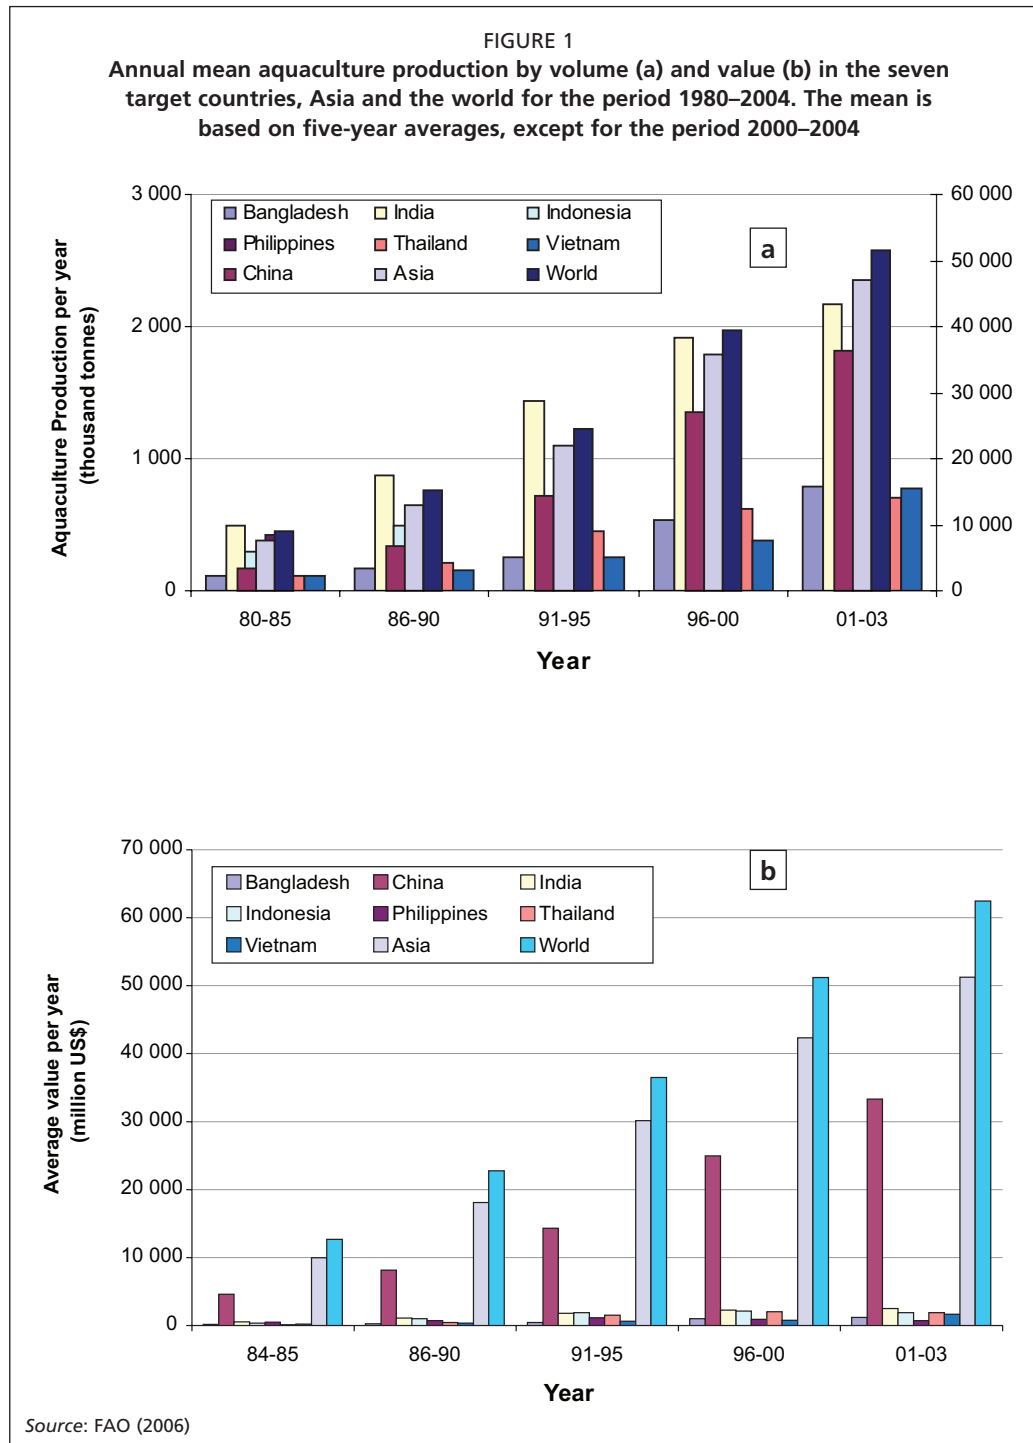 FIGURE 1
Annual mean aquaculture production by volume (a) and value (b) in the seven
target countries, Asia and the world for the period 1980–2004. The mean is
based on five-year averages, except for the period 2000–2004
3 000
2 000
1 000
0
60 000
50 000
40 000
30 000
20 000
10 000
0
Aquaculture Production per year
(thousand tonnes)
Bangladesh India Indonesia
Philippines Thailand Vietnam
China Asia World
a
80-85 86-90 91-95 96-00 01-03
Year
70 000
60 000
50 000
40 000
30 000
20 000
10 000
0
Average value per year
(million US$)
Bangladesh China India
Indonesia Philippines Thailand
Vietnam Asia World
b
84-85 86-90 91-95 96-00 01-03
Year
Source: FAO (2006)